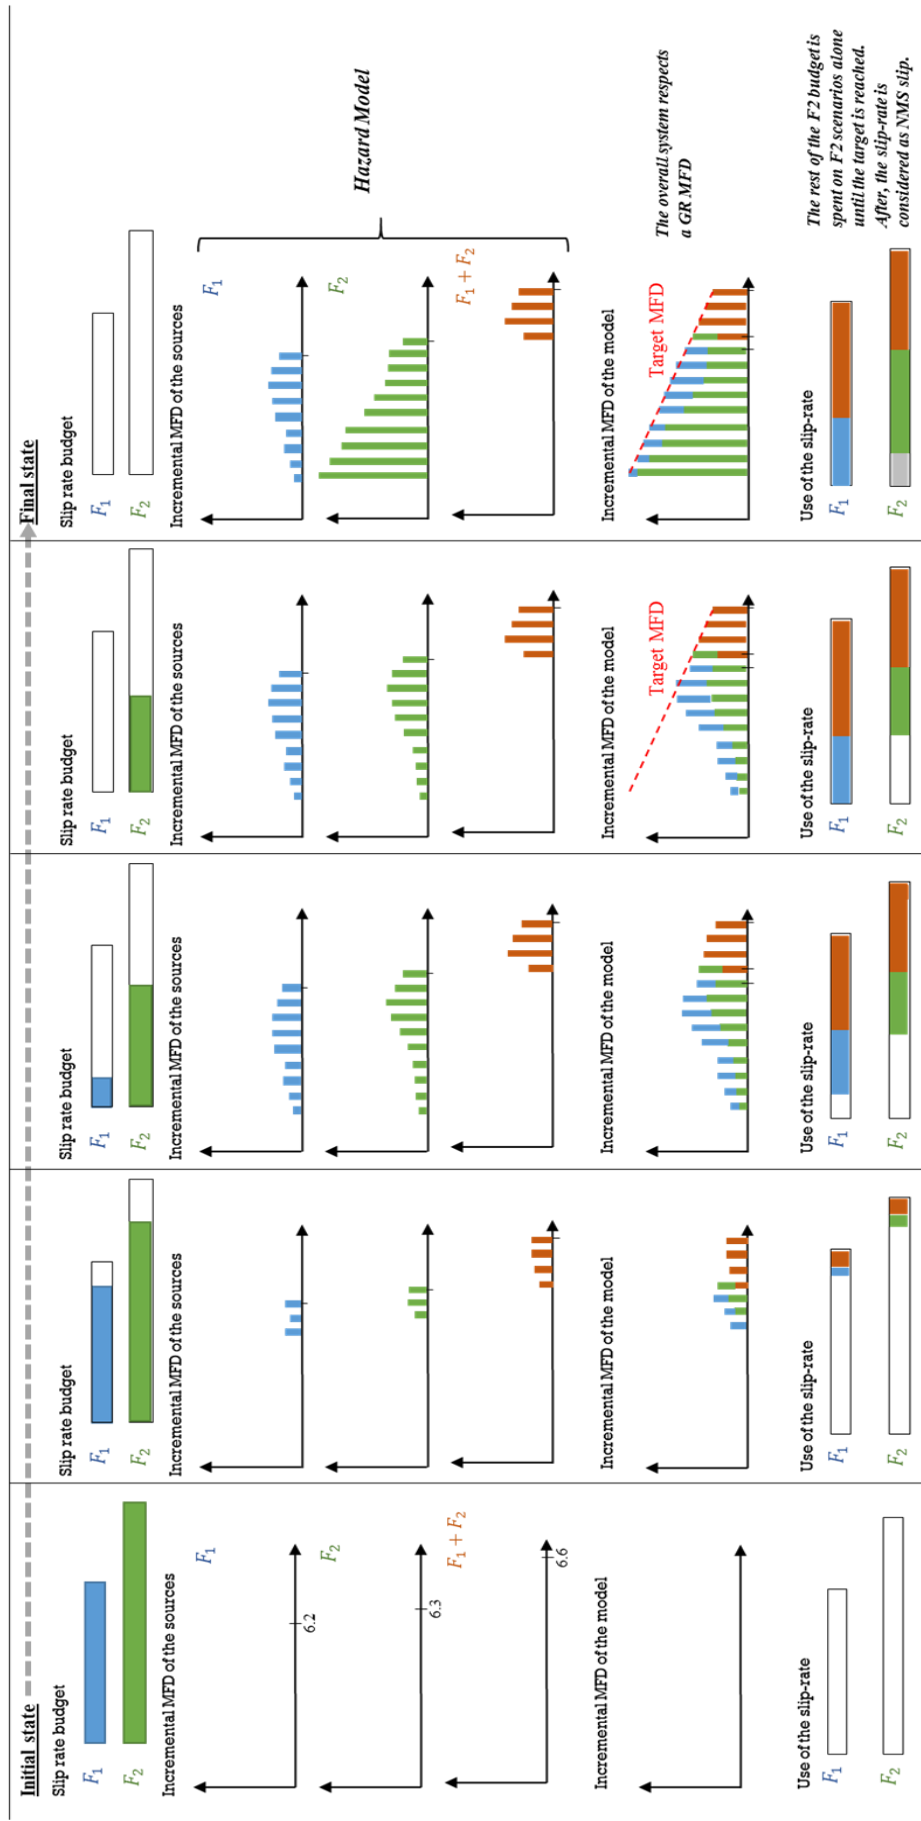 Initial state
Final state
Slip rate budget
F1
F2
Incremental MFD of the sources
F1
6.2
F2
6.3
F1 + F2
6.6
Incremental MFD of the model
Use of the slip-rate
F1
F2
Slip rate budget
F1
F2
Incremental MFD of the sources
Incremental MFD of the model
Use of the slip-rate
F1
F2
Slip rate budget
F1
F2
Incremental MFD of the sources
Incremental MFD of the model
Use of the slip-rate
F1
F2
Slip rate budget
F1
F2
Incremental MFD of the sources
Incremental MFD of the model
Target MFD
Use of the slip-rate
F1
F2
Slip rate budget
F1
F2
Incremental MFD of the sources
F1
F2
F1 + F2
Hazard Model
Incremental MFD of the model
Target MFD
The overall system respects
a GR MFD
Use of the slip-rate
F1
F2
The rest of the F2 budget is
spent on F2 scenarios alone
until the target is reached.
After, the slip-rate is
considered as NMS slip.